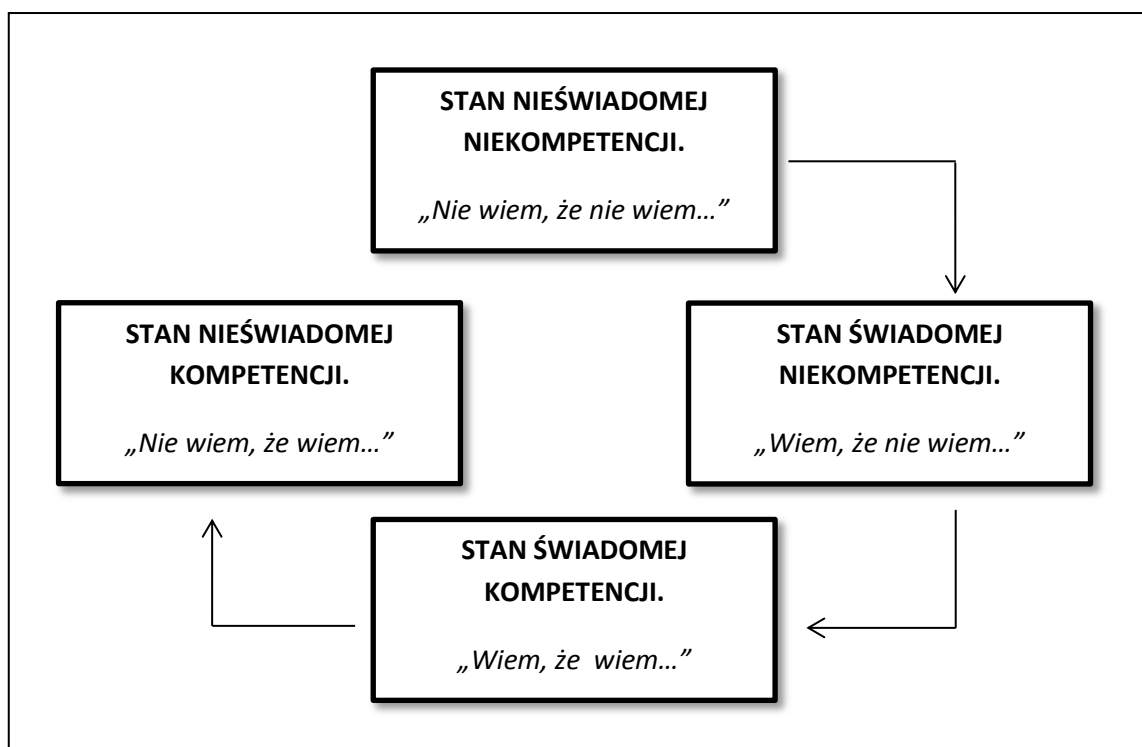 STAN NIEŚWIADOMEJ
NIEKOMPETENCJI.
„Nie wiem, że nie wiem…”
STAN NIEŚWIADOMEJ
KOMPETENCJI.
„Nie wiem, że wiem…”
STAN ŚWIADOMEJ
NIEKOMPETENCJI.
„Wiem, że nie wiem…”
STAN ŚWIADOMEJ
KOMPETENCJI.
„Wiem, że  wiem…”